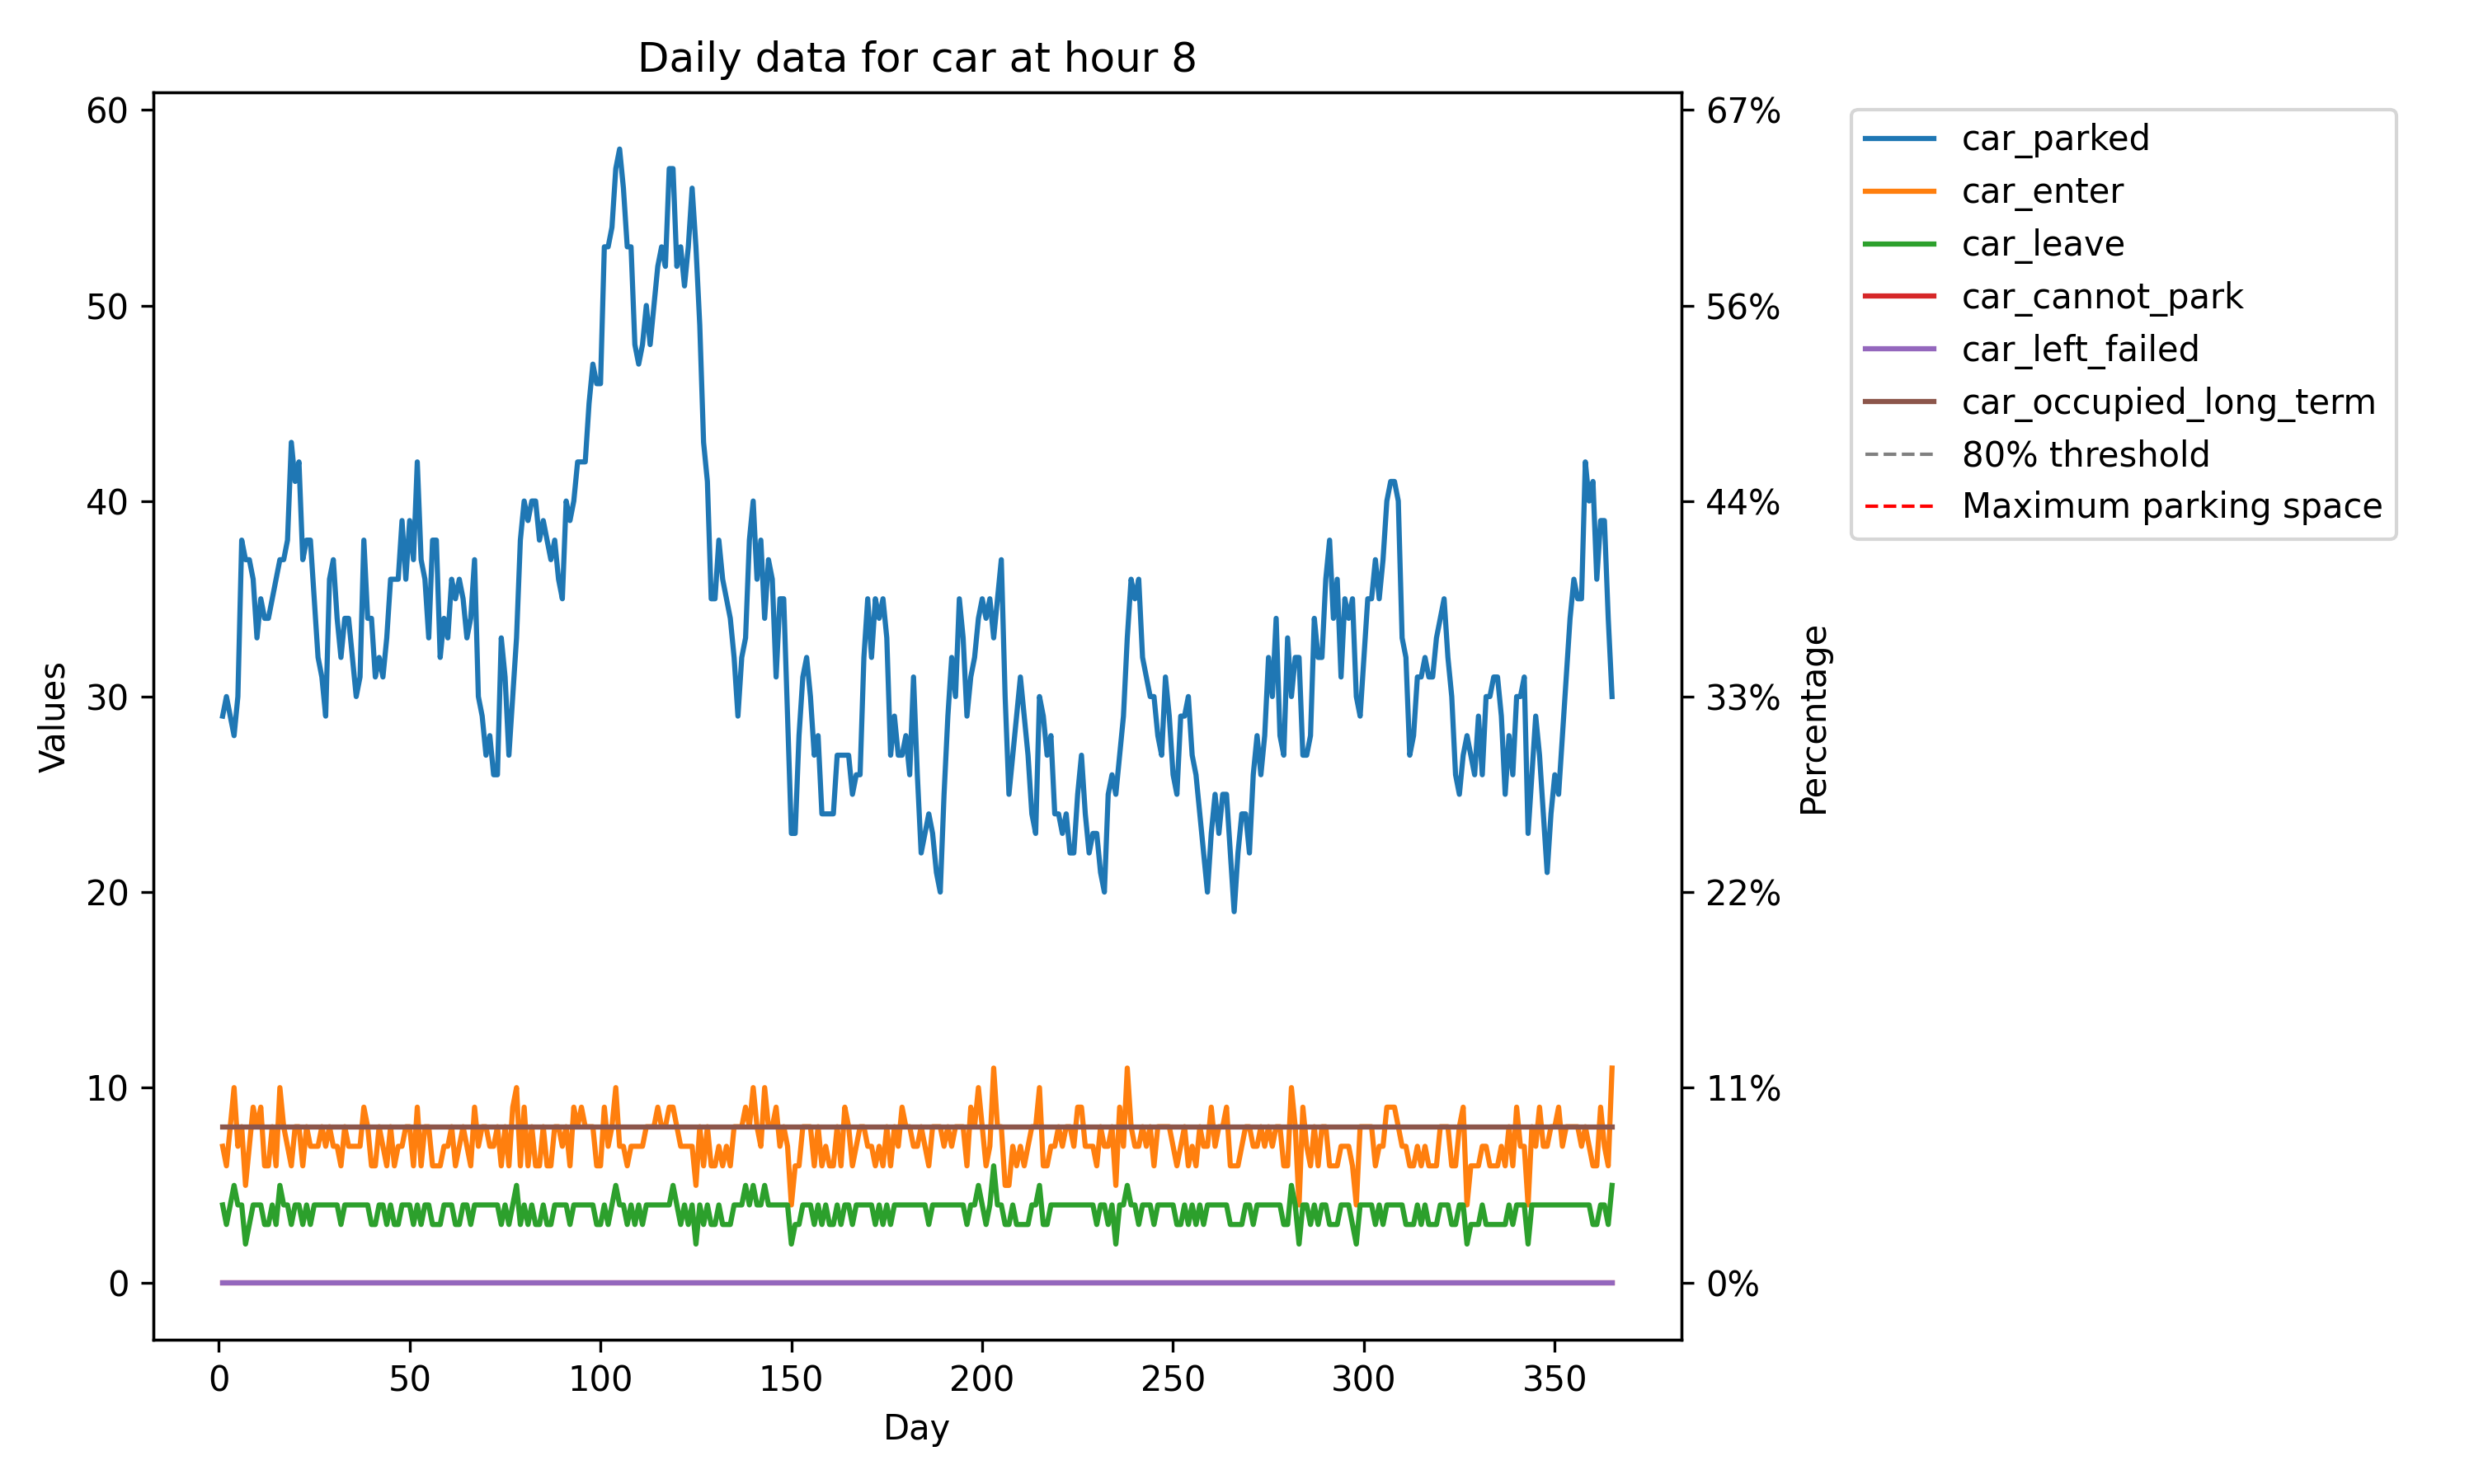 Daily data for car at hour 8
60
50
40
30
20
10
0
Values
0 50 100 150 200 250 300 350
Day
67%
56%
44%
33%
22%
11%
0%
Percentage
car_parked
car_enter
car_leave
car_cannot_park
car_left_failed
car_occupied_long_term
80% threshold
Maximum parking space